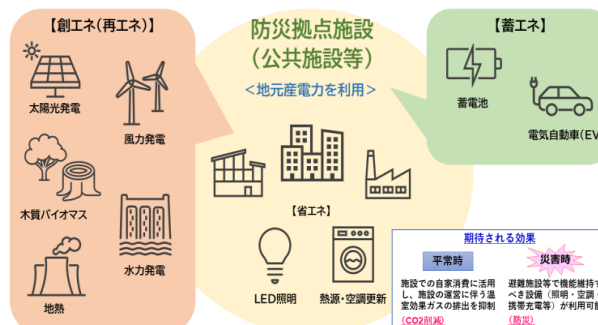 【創エネ(再エネ)】
太陽光発電
風力発電
木質バイオマス
水力発電
地熱
防災拠点施設
(公共施設等)
<地元産電力を利用>
【省エネ】
LED照明
熱源・空調更新
【蓄エネ】
蓄電池
電気自動車(EV
期待される効果
平常時
施設での自家消費に活用
し、施設の運営に伴う温
室効果ガスの排出を抑制
(CO2削減)
災害時
避難施設等で機能維持す
べき設備(照明・空調・
携帯充電等)が利用可能
(防災)